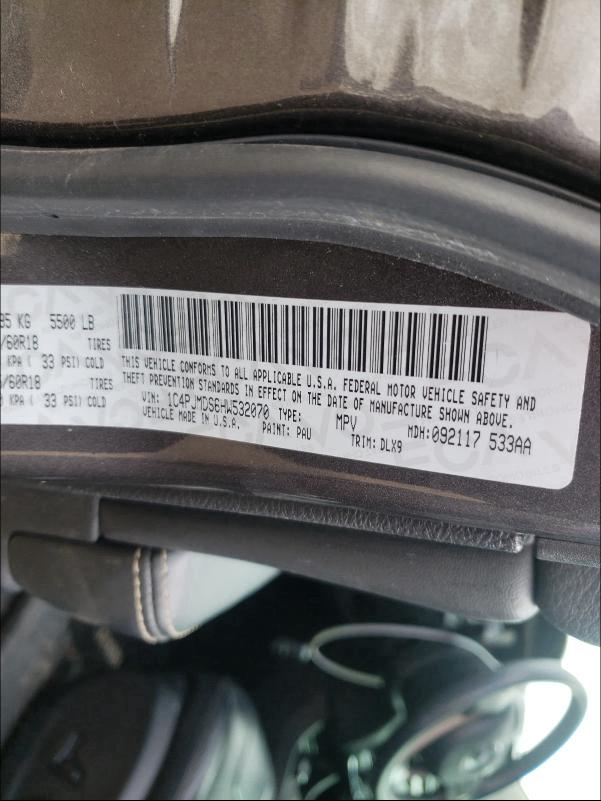 85 KG 5500 LB
/60R18 TIRES
KPA ( 33 PSI) COLD
/60R18 TIRES
KPA ( 33 PSI) COLD
THIS VEHICLE CONFORMS TO ALL APPLICABLE U.S.A. FEDERAL MOTOR VEHICLE SAFETY AND
THEFT PREVENTION STANDARDS IN EFFECT ON THE DATE OF MANUFACTURE SHOWN ABOVE.
VIN: 1C4PJMDS6HW532070 TYPE: MPV MDH:092117 533AA
VEHICLE MADE IN U.S.A. PAINT: PAU TRIM: DLX9